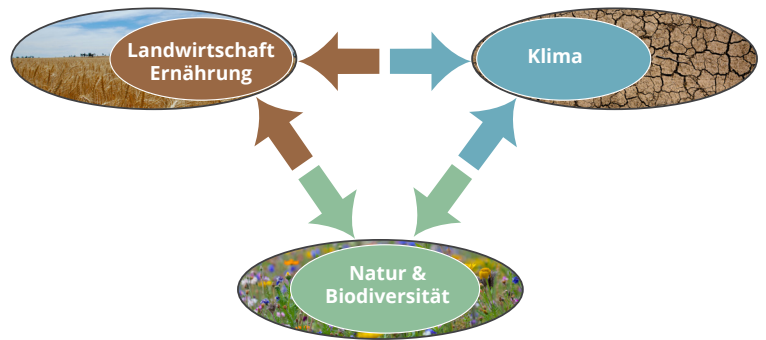 Landwirtschaft
Ernährung
Klima
Natur &
Biodiversität